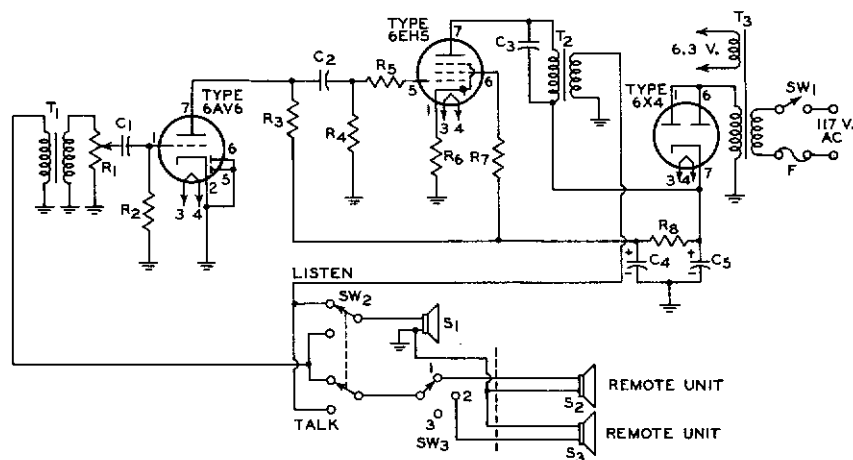 TYPE
6AV6
7
1
6
5
2
3 4
T1
C1
R1
R2
R3
C2
R4
R5
TYPE
6EH5
7
5
6
1
3 4
R6
R7
C3
T2
6.3 V.
T3
TYPE
6X4
1
6
3 4
7
SW1
117 V.
AC
F
R8
+
-
C4
+
-
C5
LISTEN
SW2
S1
1
2
3
SW3
TALK
S2
REMOTE UNIT
S3
REMOTE UNIT